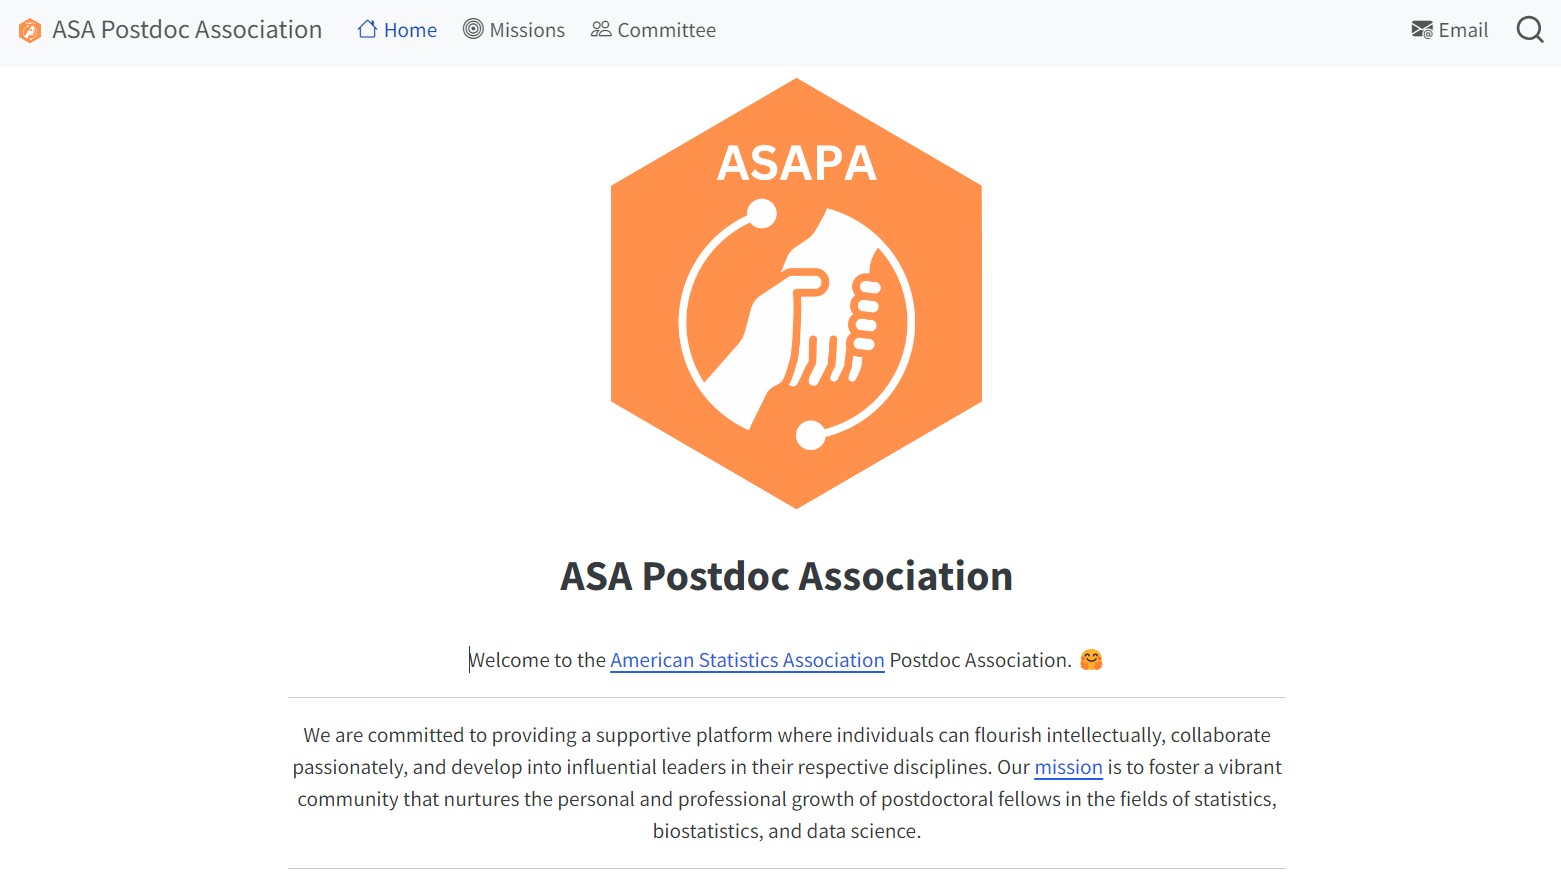 ASA Postdoc Association Home Missions Committee Email
ASAPA
ASA Postdoc Association
Welcome to the American Statistics Association Postdoc Association. 🤗
We are committed to providing a supportive platform where individuals can flourish intellectually, collaborate
passionately, and develop into influential leaders in their respective disciplines. Our mission is to foster a vibrant
community that nurtures the personal and professional growth of postdoctoral fellows in the fields of statistics,
biostatistics, and data science.